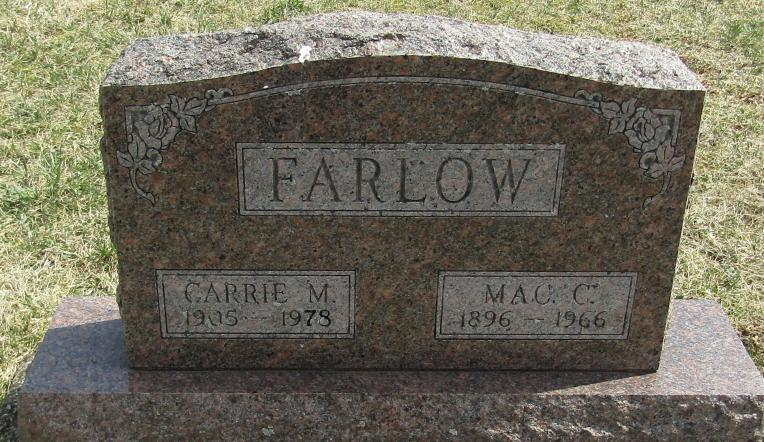 FARLOW
CARRIE M.
1905 - 1978
MAC. C.
1896 - 1966